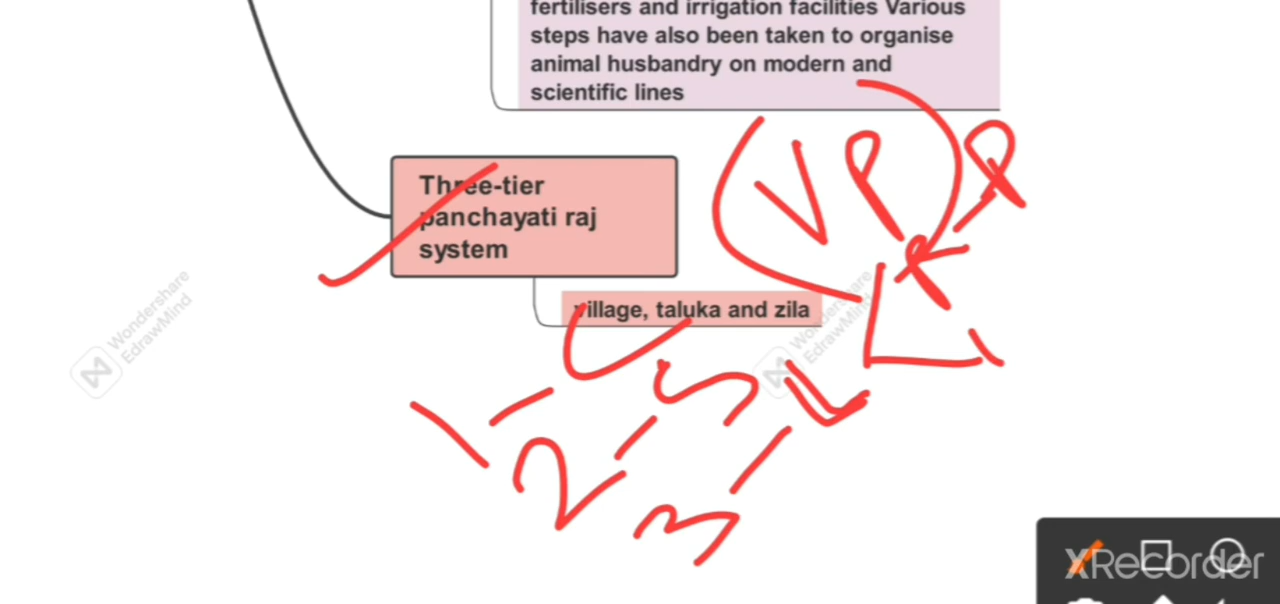 fertilisers and irrigation facilities Various
steps have also been taken to organise
animal husbandry on modern and
scientific lines
Three-tier
panchayati raj
system
village, taluka and zila
V P
P
1 -
2 -
3 -
Wondershare
EdrawMind
Wondershare
EdrawMind
XRecorder